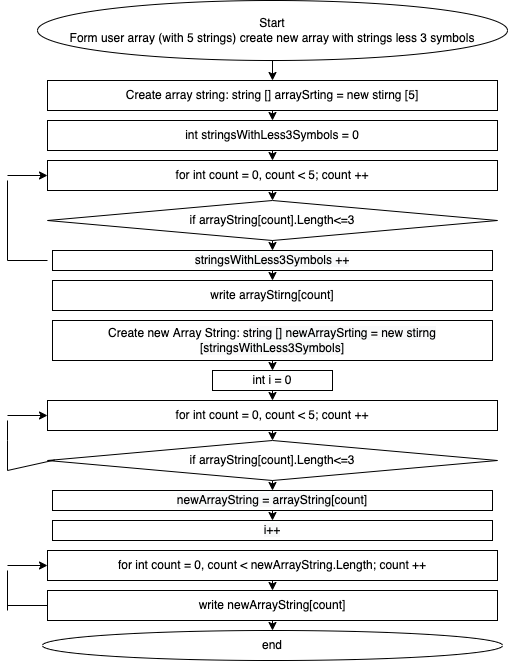 Start
Form user array (with 5 strings) create new array with strings less 3 symbols
Create array string: string [] arraySrting = new stirng [5]
int stringsWithLess3Symbols = 0
for int count = 0, count < 5; count ++
if arrayString[count].Length<=3
stringsWithLess3Symbols ++
write arrayStirng[count]
Create new Array String: string [] newArraySrting = new stirng
[stringsWithLess3Symbols]
int i = 0
for int count = 0, count < 5; count ++
if arrayString[count].Length<=3
newArrayString = arrayString[count]
i++
for int count = 0, count < newArrayString.Length; count ++
write newArrayString[count]
end